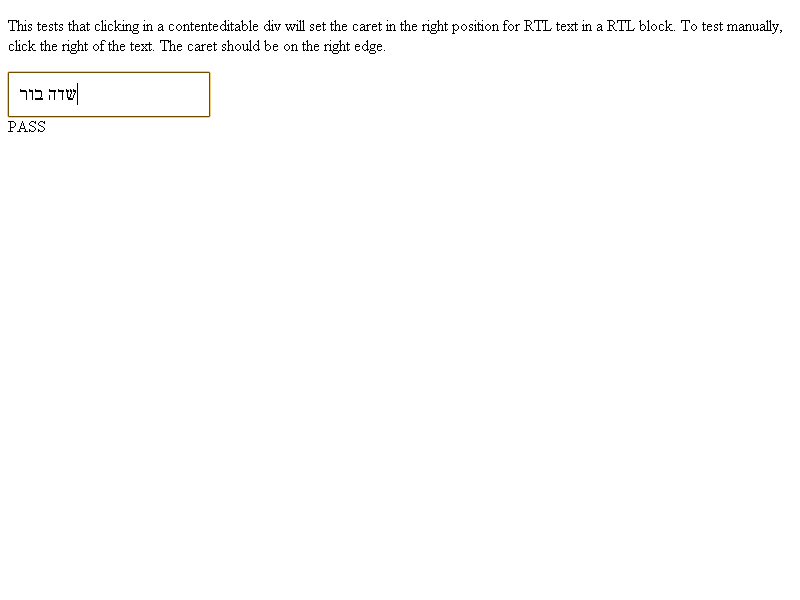 This tests that clicking in a contenteditable div will set the caret in the right position for RTL text in a RTL block. To test manually,
click the right of the text. The caret should be on the right edge.
שדה בור
PASS